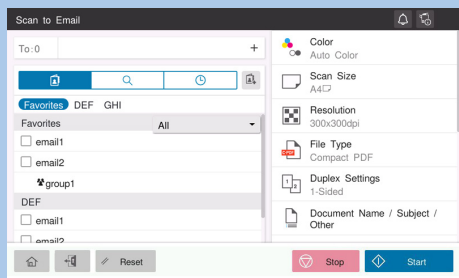 Scan to Email
To:0
+
Favorites DEF GHI
Favorites
All
email1
email2
group1
DEF
email1
email2
Color
Auto Color
Scan Size
A4
Resolution
300x300dpi
File Type
Compact PDF
Duplex Settings
1-Sided
Document Name / Subject /
Other
Reset
Stop
Start